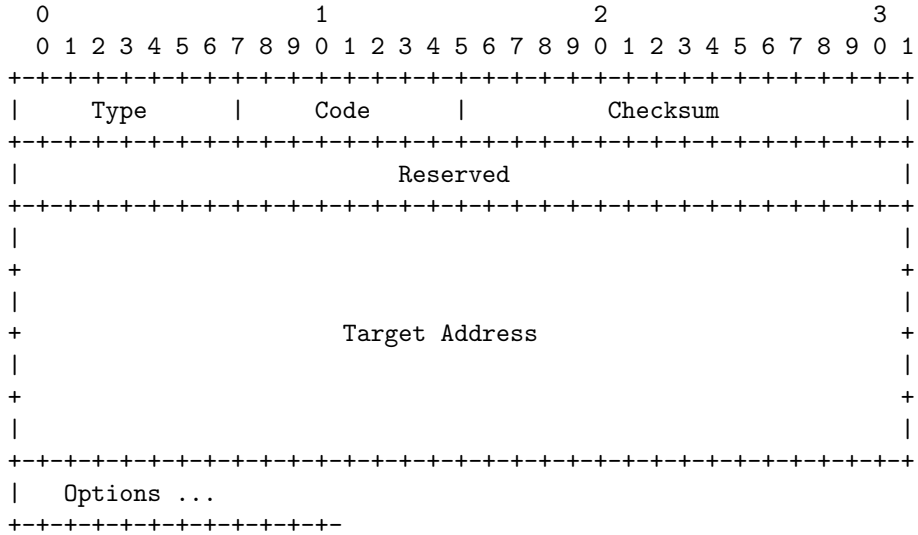 0                   1                   2                   3
0 1 2 3 4 5 6 7 8 9 0 1 2 3 4 5 6 7 8 9 0 1 2 3 4 5 6 7 8 9 0 1
+-+-+-+-+-+-+-+-+-+-+-+-+-+-+-+-+-+-+-+-+-+-+-+-+-+-+-+-+-+-+-+-+
|     Type      |     Code      |          Checksum             |
+-+-+-+-+-+-+-+-+-+-+-+-+-+-+-+-+-+-+-+-+-+-+-+-+-+-+-+-+-+-+-+-+
|                           Reserved                            |
+-+-+-+-+-+-+-+-+-+-+-+-+-+-+-+-+-+-+-+-+-+-+-+-+-+-+-+-+-+-+-+-+
|                                                               |
+                                                               +
|                                                               |
+                       Target Address                          +
|                                                               |
+                                                               +
|                                                               |
+-+-+-+-+-+-+-+-+-+-+-+-+-+-+-+-+-+-+-+-+-+-+-+-+-+-+-+-+-+-+-+-+
|   Options ...
+-+-+-+-+-+-+-+-+-+-+-+-